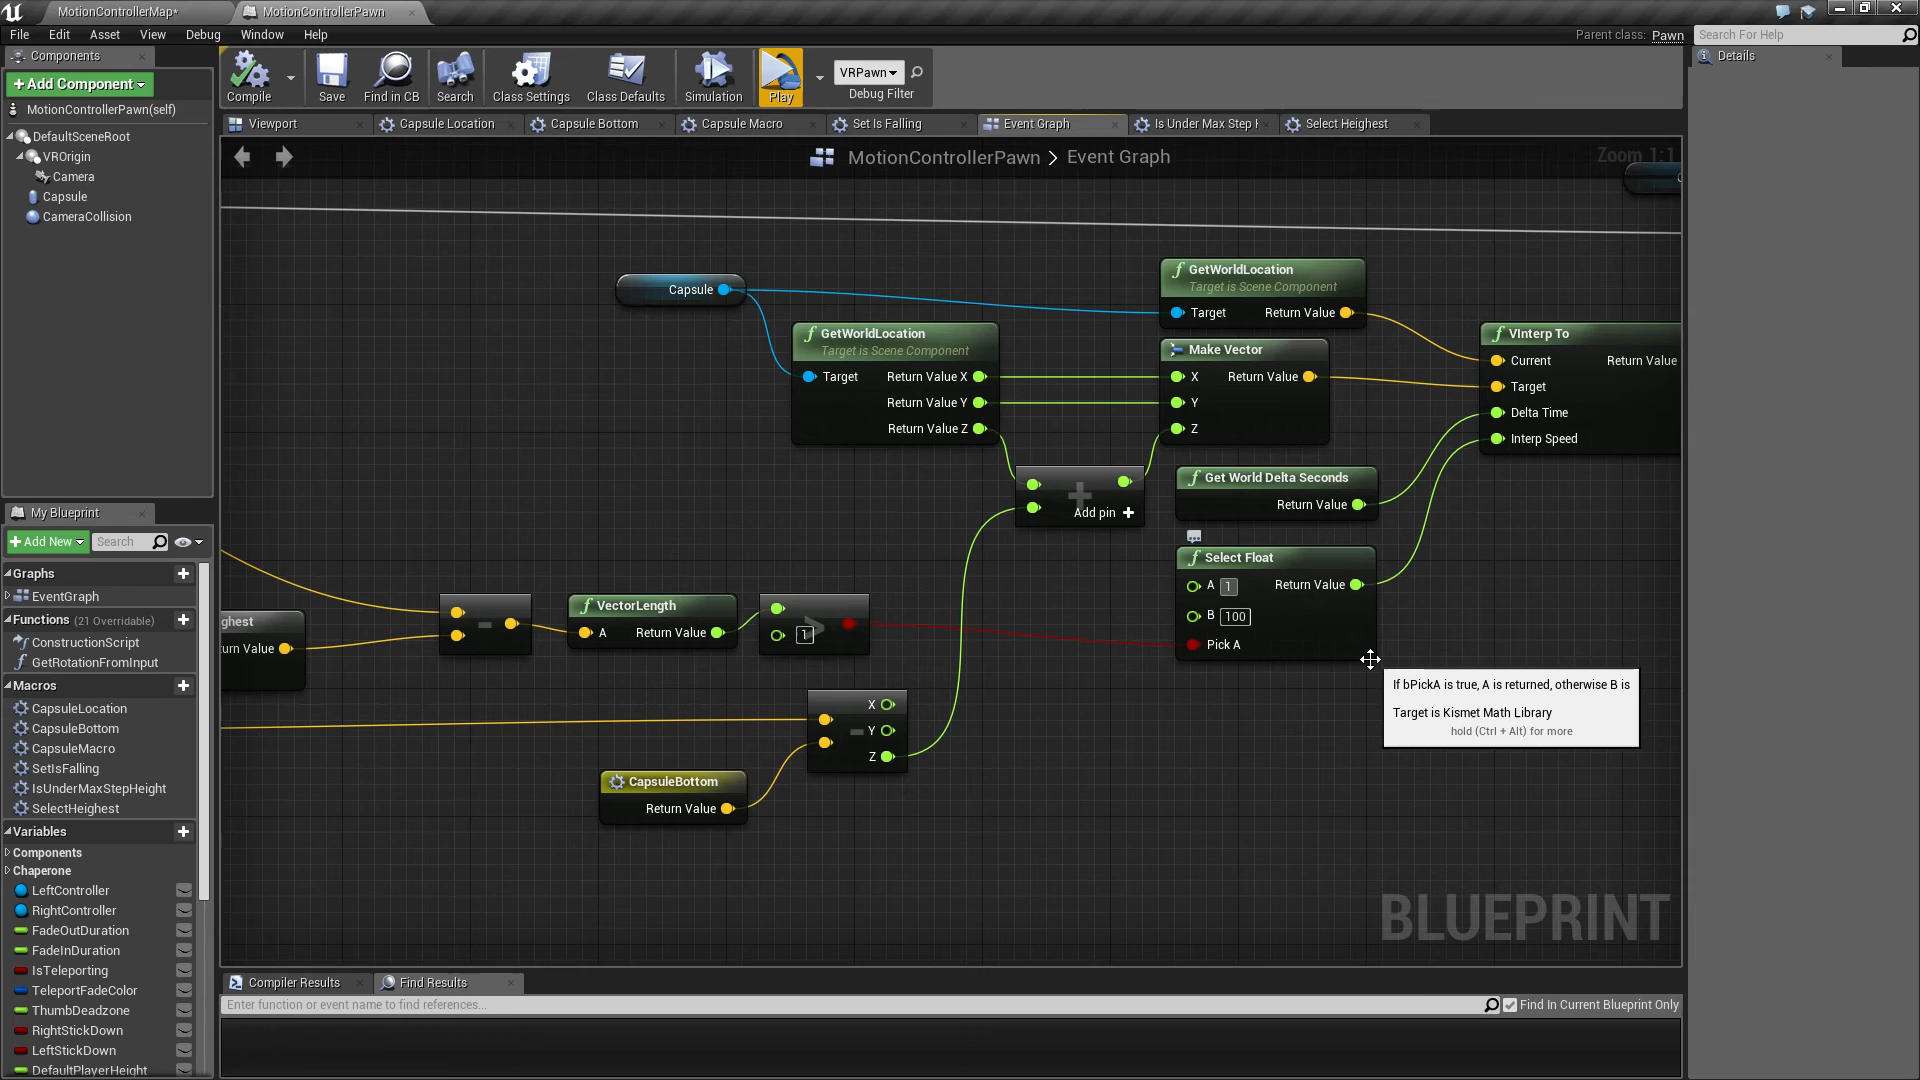 MotionControllerMap*
MotionControllerPawn
File Edit Asset View Debug Window Help
Parent class: Pawn
Search For Help
Components
+Add Component
MotionControllerPawn(self)
DefaultSceneRoot
VROrigin
Camera
Capsule
CameraCollision
Compile
Save
Find in CB
Search
Class Settings
Class Defaults
Simulation
Play
VRPawn
Debug Filter
Details
Viewport
Capsule Location
Capsule Bottom
Capsule Macro
Set Is Falling
Event Graph
Is Under Max Step
Select Heighest
MotionControllerPawn > Event Graph
Zoom 1:1
Capsule
GetWorldLocation
Target is Scene Component
Target Return Value
GetWorldLocation
Target is Scene Component
Target Return Value X
Return Value Y
Return Value Z
Make Vector
X Return Value
Y
Z
VInterp To
Current Return Value
Target
Delta Time
Interp Speed
Add pin +
Get World Delta Seconds
Return Value
Select Float
A 1 Return Value
B 100
Pick A
If bPickA is true, A is returned, otherwise B is
Target is Kismet Math Library
hold (Ctrl + Alt) for more
ghest
urn Value
VectorLength
A Return Value
1
X
Y
Z
CapsuleBottom
Return Value
BLUEPRINT
My Blueprint
+Add New
Search
Graphs
EventGraph
Functions (21 Overridable)
ConstructionScript
GetRotationFromInput
Macros
CapsuleLocation
CapsuleBottom
CapsuleMacro
SetIsFalling
IsUnderMaxStepHeight
SelectHeighest
Variables
Components
Chaperone
LeftController
RightController
FadeOutDuration
FadeInDuration
IsTeleporting
TeleportFadeColor
ThumbDeadzone
RightStickDown
LeftStickDown
DefaultPlayerHeight
Compiler Results
Find Results
Enter function or event name to find references...
Find In Current Blueprint Only